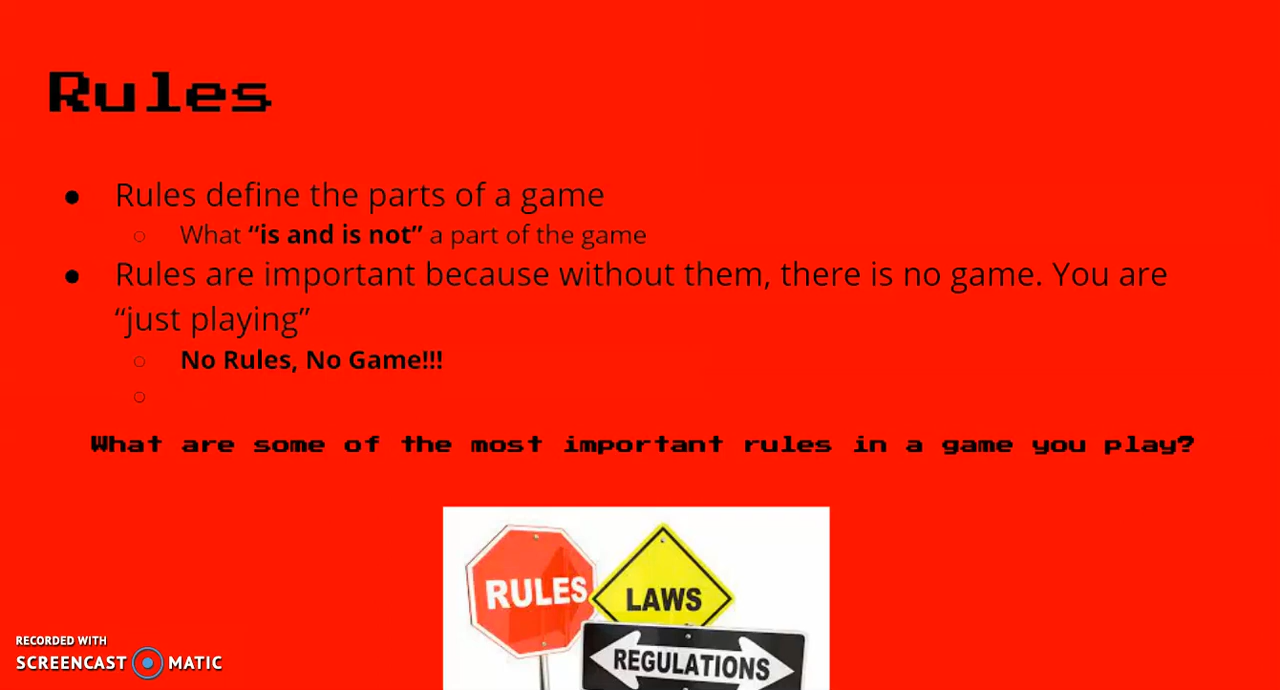 Rules
● Rules define the parts of a game
○ What “is and is not” a part of the game
● Rules are important because without them, there is no game. You are
“just playing”
○ No Rules, No Game!!!
○
What are some of the most important rules in a game you play?
RULES
LAWS
REGULATIONS
RECORDED WITH
SCREENCAST MATIC